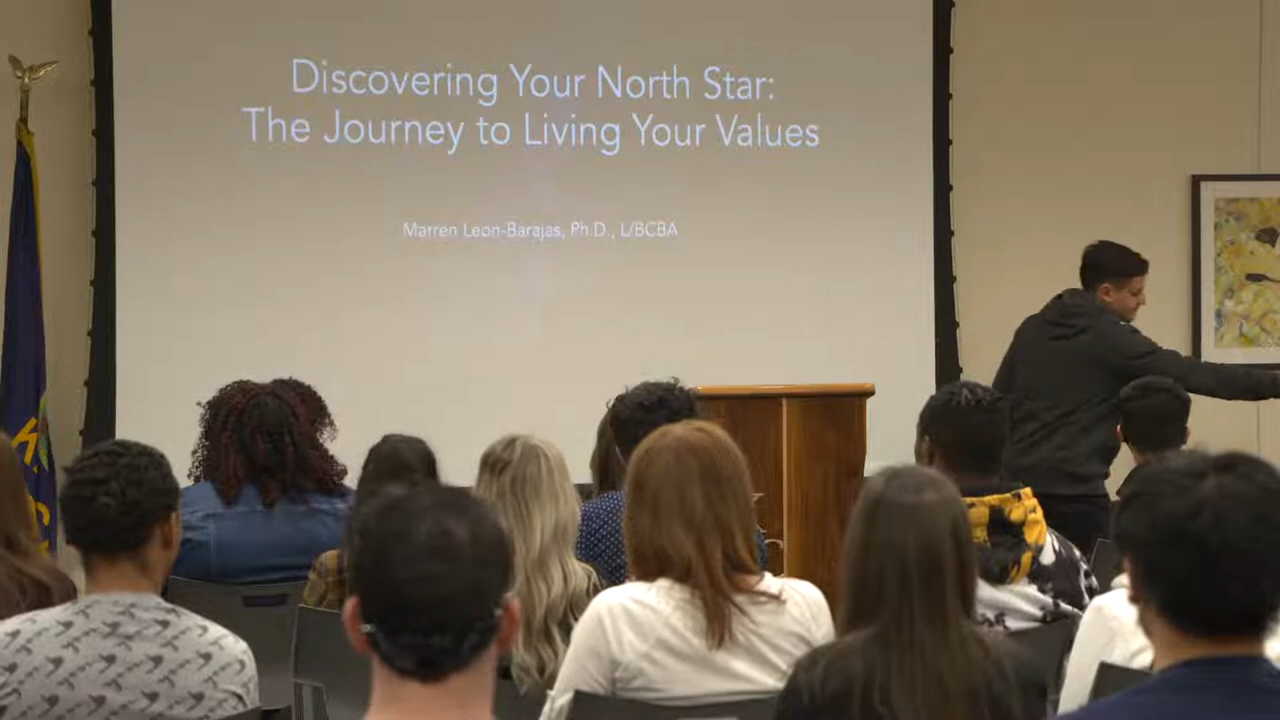 Discovering Your North Star:
The Journey to Living Your Values
Marren Leon-Barajas, Ph.D., L/BCBA